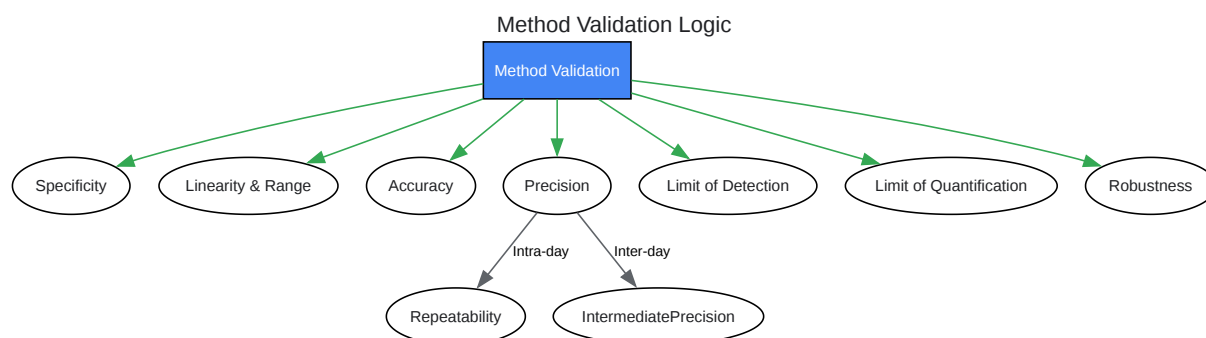 Method Validation Logic
Method Validation
Specificity
Linearity & Range
Accuracy
Precision
Limit of Detection
Limit of Quantification
Robustness
Intra-day
Inter-day
Repeatability
IntermediatePrecision